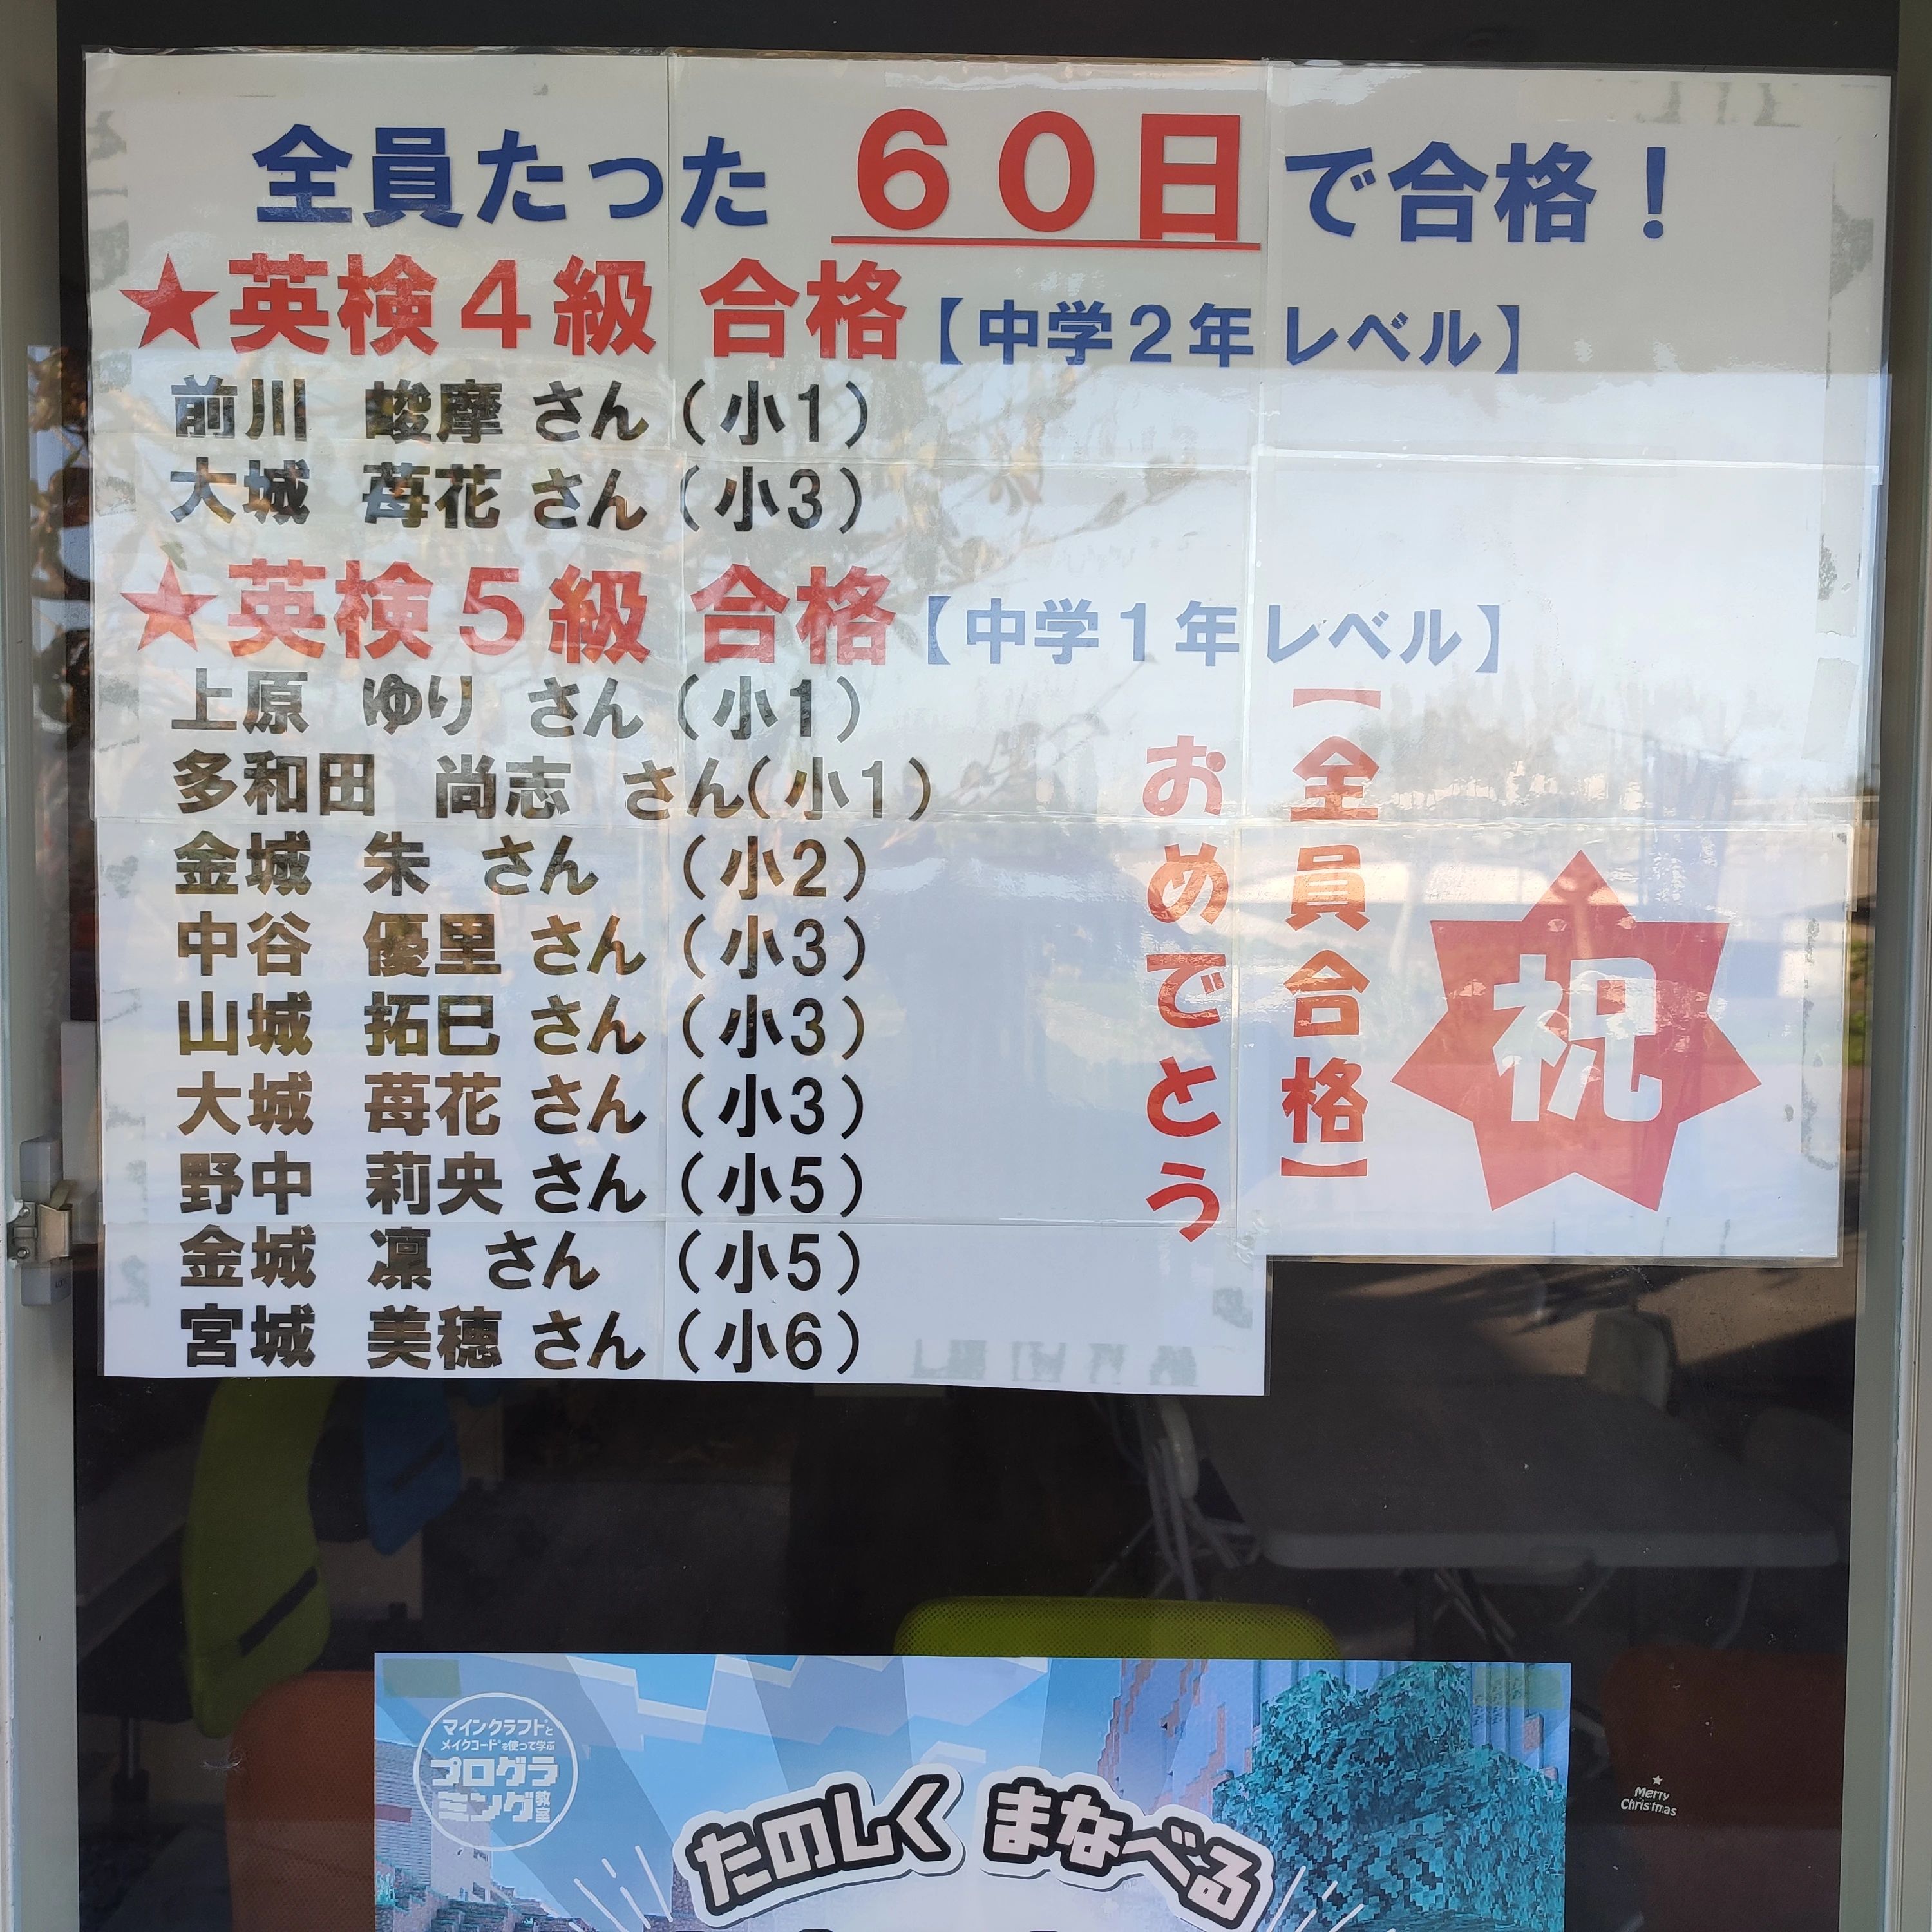 全員たった ６０日で合格！
★英検４級 合格【中学２年 レベル】
前川 峻摩 さん（小１）
大城 苺花 さん（小３）
★英検５級 合格【中学１年 レベル】
上原 ゆり さん（小１）
多和田 尚志 さん（小１）
金城 朱 さん （小２）
中谷 優里 さん（小３）
山城 拓巳 さん（小３）
大城 苺花 さん（小３）
野中 莉央 さん（小５）
金城 凛 さん （小５）
宮城 美穂 さん（小６）
【全員合格】
おめでとう
祝
マインクラフトと
メイクコードを使って学ぶ
プログラ
ミング教室
たのしく まなべる
Merry
Christmas